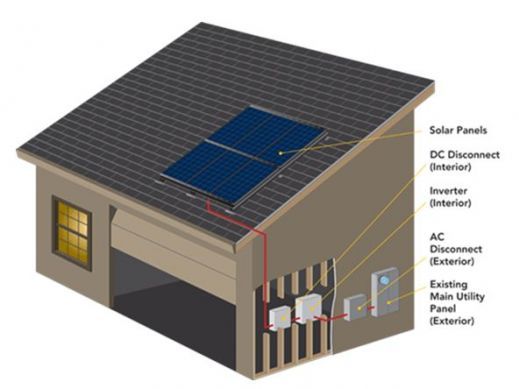 Solar Panels
DC Disconnect
(Interior)
Inverter
(Interior)
AC
Disconnect
(Exterior)
Existing
Main Utility
Panel
(Exterior)